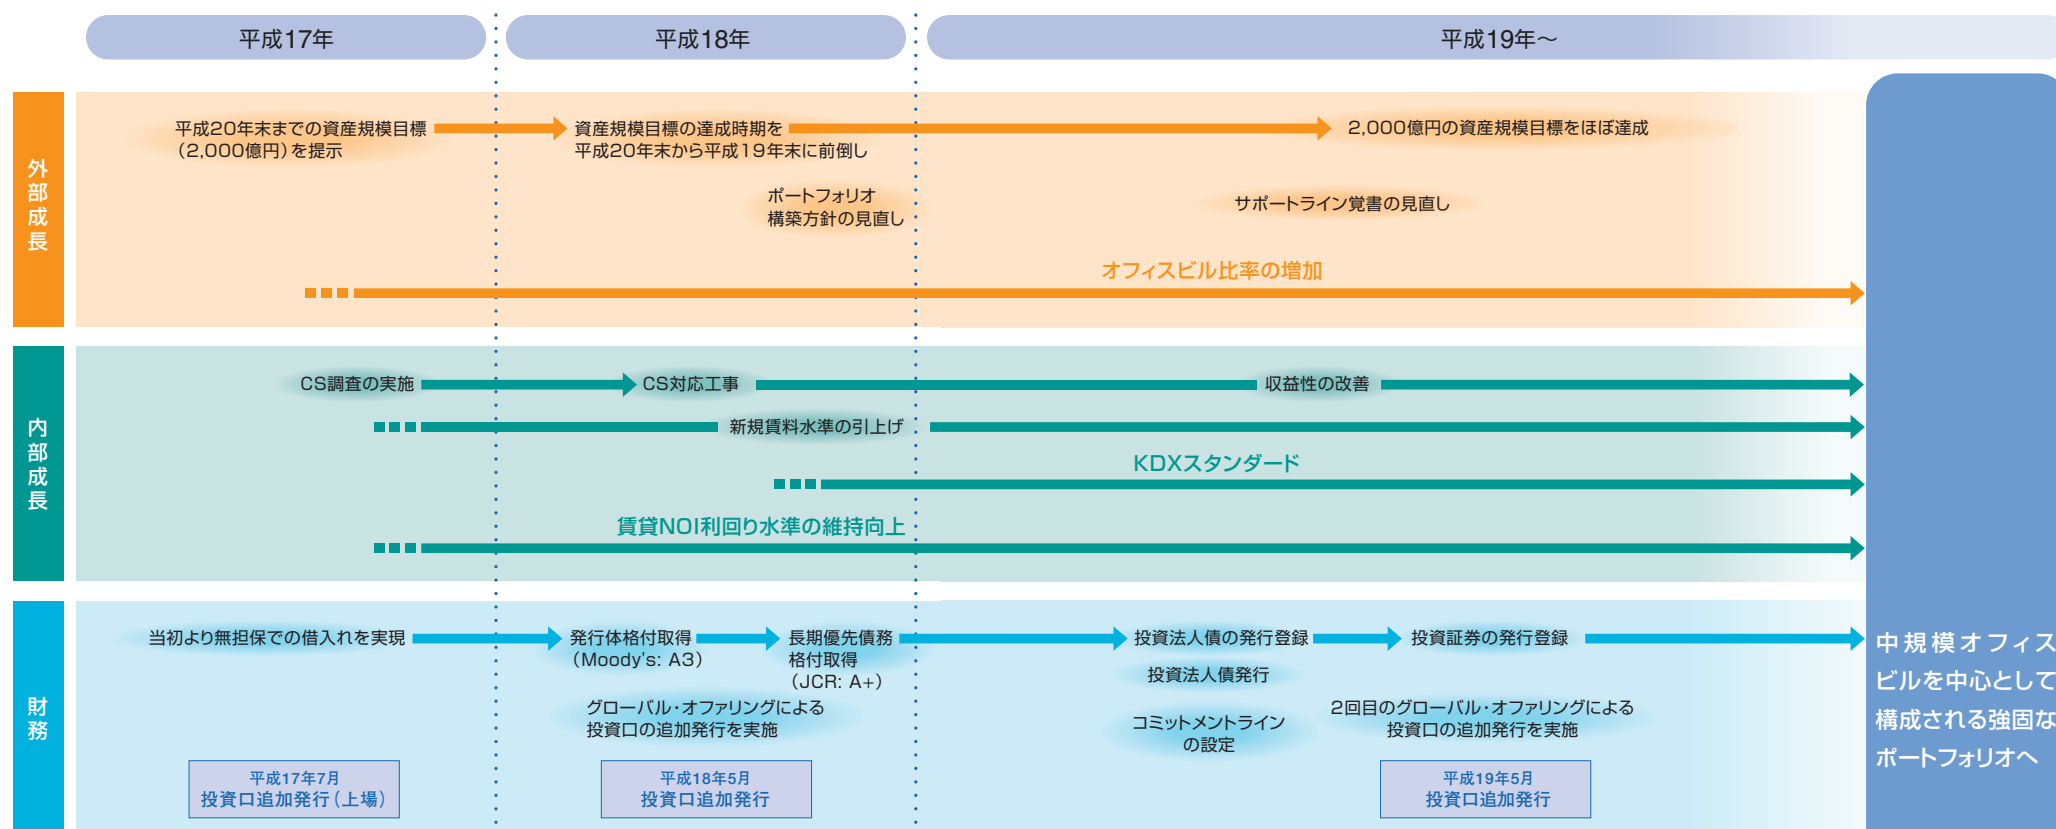 平成17年
平成18年
平成19年～
外部成長
平成20年末までの資産規模目標
（2,000億円）を提示
資産規模目標の達成時期を
平成20年末から平成19年末に前倒し
2,000億円の資産規模目標をほぼ達成
ポートフォリオ
構築方針の見直し
サポートライン覚書の見直し
オフィスビル比率の増加
内部成長
CS調査の実施
CS対応工事
収益性の改善
新規賃料水準の引上げ
KDXスタンダード
賃貸NOI利回り水準の維持向上
財務
当初より無担保での借入れを実現
発行体格付取得
（Moody's: A3）
長期優先債務
格付取得
（JCR: A+）
投資法人債の発行登録
投資証券の発行登録
投資法人債発行
グローバル・オファリングによる
投資口の追加発行を実施
コミットメントライン
の設定
2回目のグローバル・オファリングによる
投資口の追加発行を実施
平成17年7月
投資口追加発行（上場）
平成18年5月
投資口追加発行
平成19年5月
投資口追加発行
中規模オフィス
ビルを中心として
構成される強固な
ポートフォリオへ